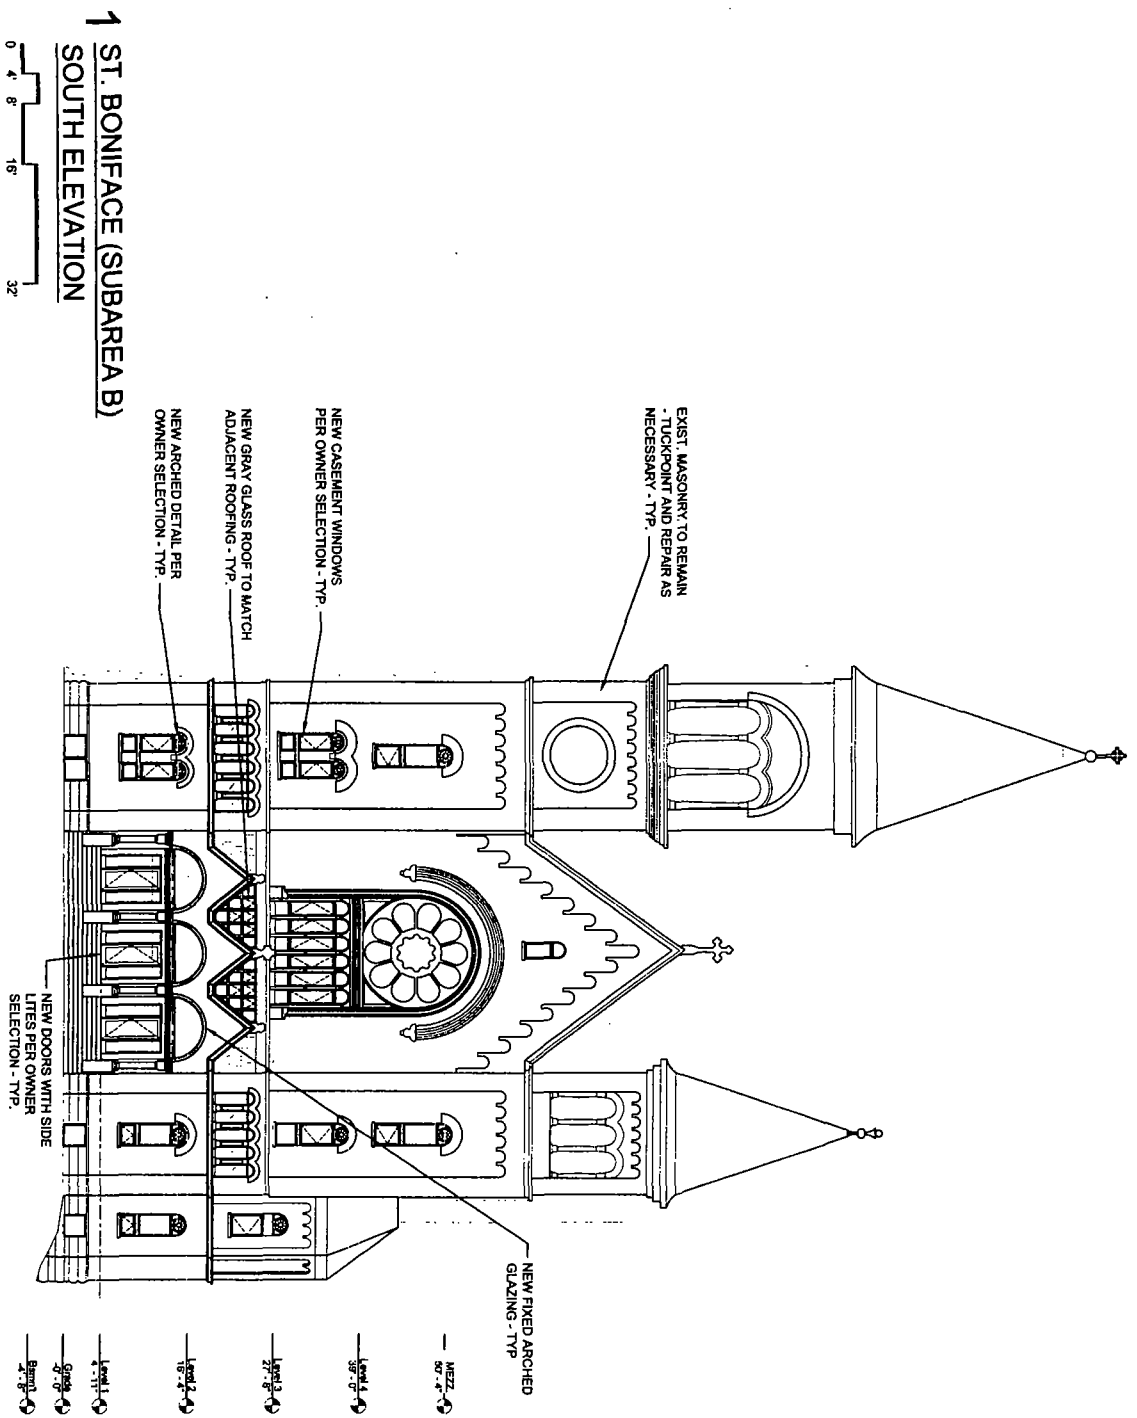 1 ST. BONIFACE (SUBAREA B)
SOUTH ELEVATION
0 4' 8' 16' 32'
EXIST. MASONRY TO REMAIN
- TUCKPOINT AND REPAIR AS
NECESSARY - TYP.
NEW CASEMENT WINDOWS
PER OWNER SELECTION - TYP.
NEW GRAY GLASS ROOF TO MATCH
ADJACENT ROOFING - TYP.
NEW ARCHED DETAIL PER
OWNER SELECTION - TYP.
NEW DOORS WITH SIDE
LITES PER OWNER
SELECTION - TYP.
NEW FIXED ARCHED
GLAZING - TYP
MEZZ.
50' - 4"
Level 4
39' - 0"
Level 3
27' - 8"
Level 2
16' - 4"
Level 1
4' - 11"
Grade
-0' - 0"
Bsmnt
-4' - 8"